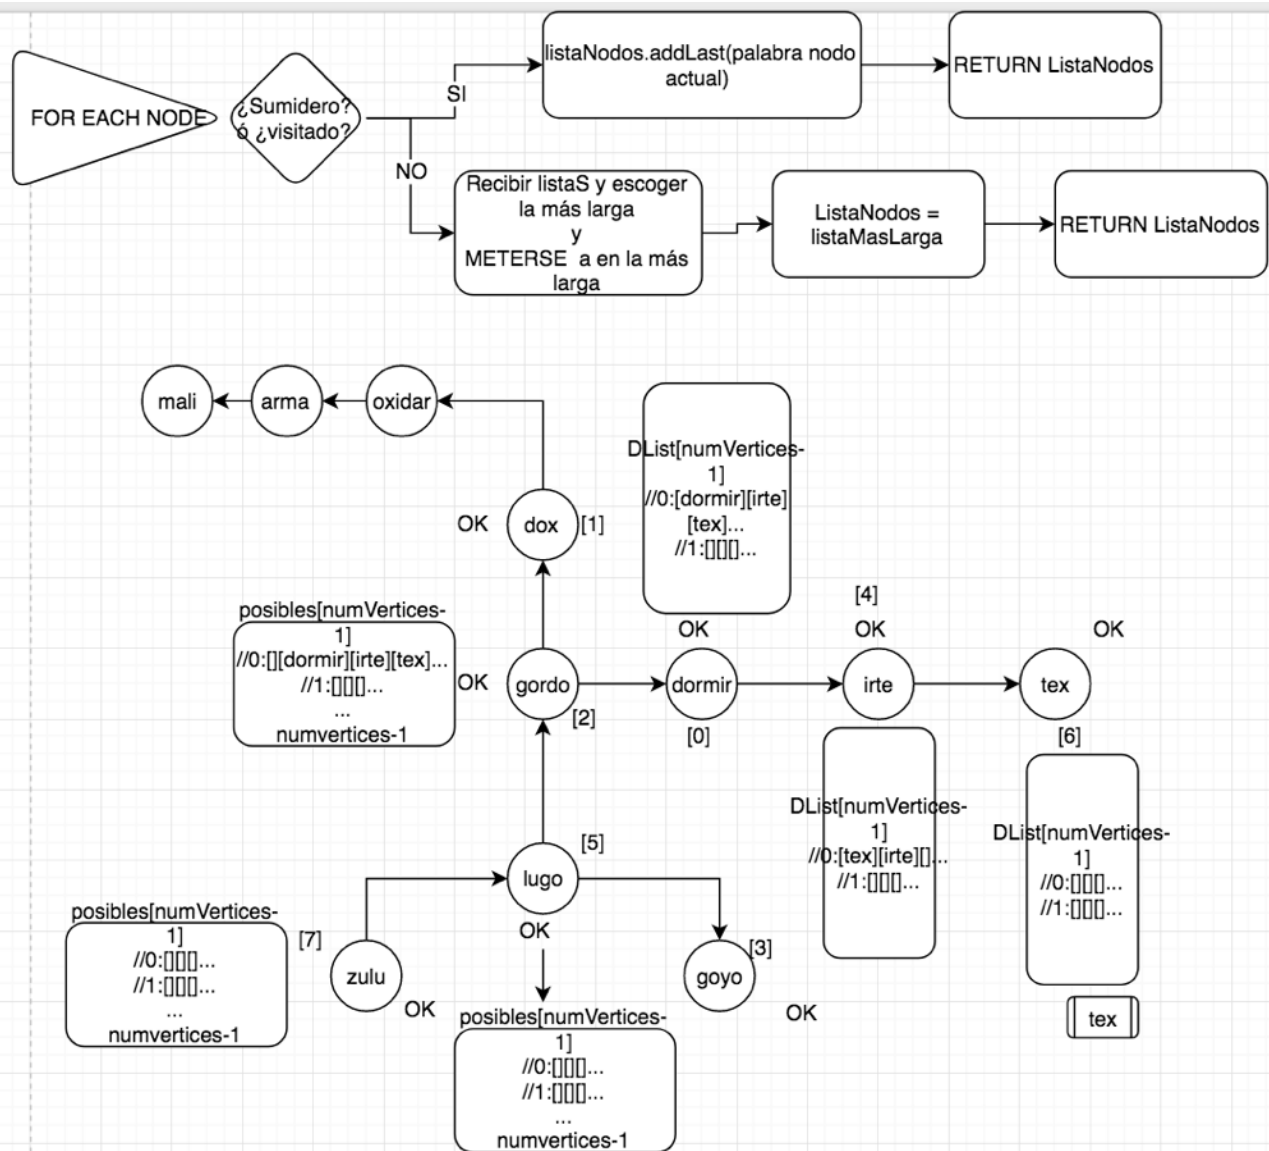 FOR EACH NODE
¿Sumidero?
ó ¿visitado?
SI
listaNodos.addLast(palabra nodo
actual)
RETURN ListaNodos
NO
Recibir listaS y escoger
la más larga
y
METERSE a en la más
larga
ListaNodos =
listaMasLarga
RETURN ListaNodos
mali
arma
oxidar
DList[numVertices-
1]
//0:[dormir][irte]
[tex]...
//1:[][][]...
OK
dox
[1]
posibles[numVertices-
1]
//0:[][dormir][irte][tex]...
//1:[][][]...
...
numvertices-1
OK
gordo
[2]
OK
dormir
[0]
[4]
OK
irte
OK
tex
[6]
DList[numVertices-
1]
//0:[tex][irte][]...
//1:[][][]...
DList[numVertices-
1]
//0:[][][]...
//1:[][][]...
tex
[5]
lugo
OK
posibles[numVertices-
1]
//0:[][][]...
//1:[][][]...
...
numvertices-1
[7]
zulu
OK
[3]
goyo
OK
posibles[numVertices-
1]
//0:[][][]...
//1:[][][]...
...
numvertices-1